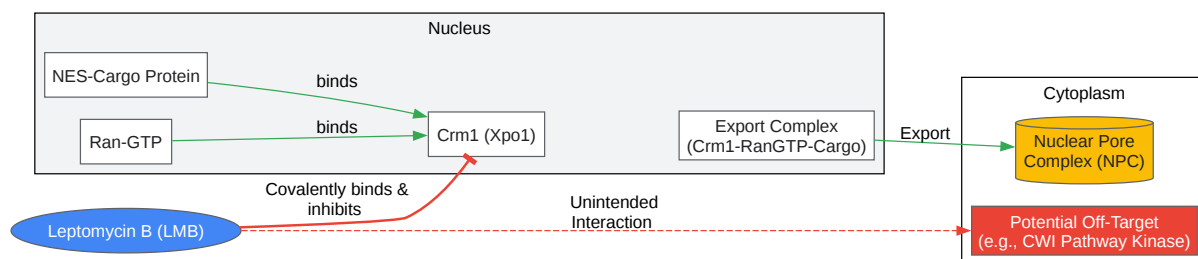 Nucleus
NES-Cargo Protein
binds
Ran-GTP
binds
Crm1 (Xpo1)
Export Complex
(Crm1-RanGTP-Cargo)
Export
Cytoplasm
Nuclear Pore
Complex (NPC)
Covalently binds &
inhibits
Leptomycin B (LMB)
Unintended
Interaction
Potential Off-Target
(e.g., CWI Pathway Kinase)